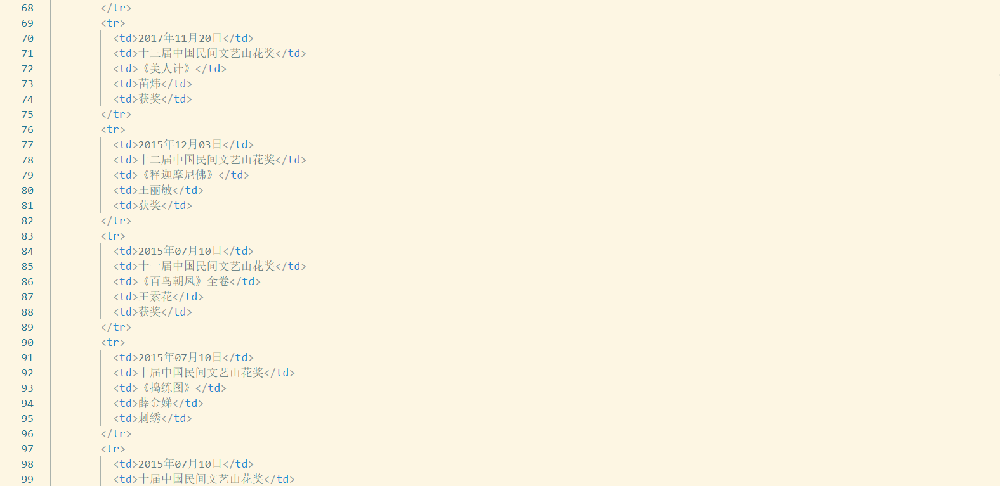 68 </tr>
69 <tr>
70 <td>2017年11月20日</td>
71 <td>十三届中国民间文艺山花奖</td>
72 <td>《美人计》</td>
73 <td>苗炜</td>
74 <td>获奖</td>
75 </tr>
76 <tr>
77 <td>2015年12月03日</td>
78 <td>十二届中国民间文艺山花奖</td>
79 <td>《释迦摩尼佛》</td>
80 <td>王丽敏</td>
81 <td>获奖</td>
82 </tr>
83 <tr>
84 <td>2015年07月10日</td>
85 <td>十一届中国民间文艺山花奖</td>
86 <td>《百鸟朝凤》全卷</td>
87 <td>王素花</td>
88 <td>获奖</td>
89 </tr>
90 <tr>
91 <td>2015年07月10日</td>
92 <td>十届中国民间文艺山花奖</td>
93 <td>《捣练图》</td>
94 <td>薛金娣</td>
95 <td>刺绣</td>
96 </tr>
97 <tr>
98 <td>2015年07月10日</td>
99 <td>十届中国民间文艺山花奖</td>